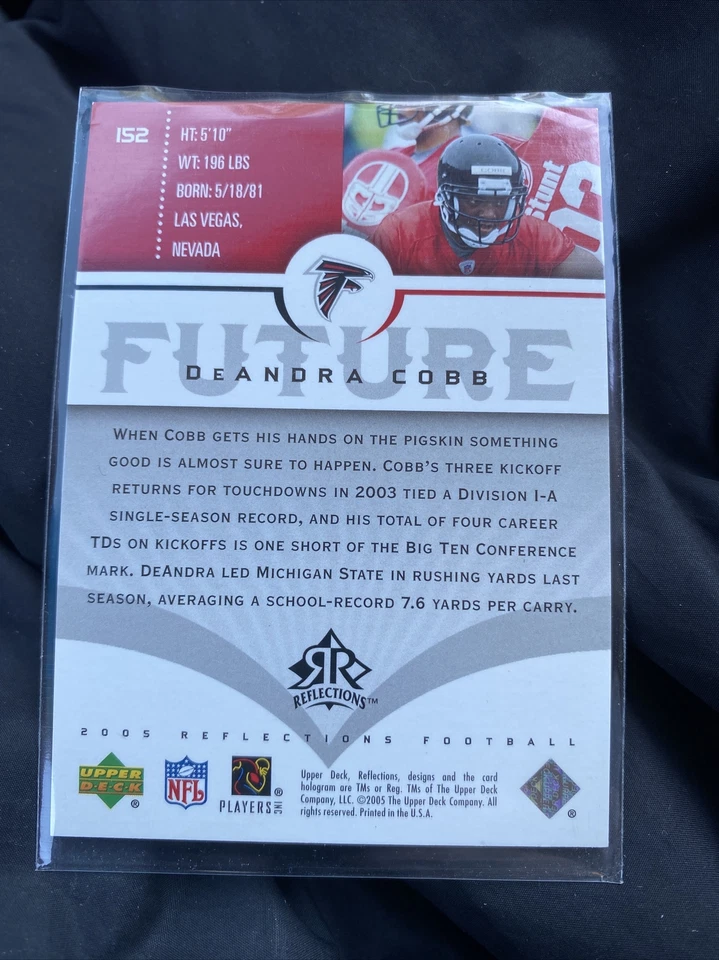 152
HT: 5'10"
WT: 196 LBS
BORN: 5/18/81
LAS VEGAS,
NEVADA
Stunt
FUTURE
DEANDRA COBB
WHEN COBB GETS HIS HANDS ON THE PIGSKIN SOMETHING
GOOD IS ALMOST SURE TO HAPPEN. COBB'S THREE KICKOFF
RETURNS FOR TOUCHDOWNS IN 2003 TIED A DIVISION I-A
SINGLE-SEASON RECORD, AND HIS TOTAL OF FOUR CAREER
TDS ON KICKOFFS IS ONE SHORT OF THE BIG TEN CONFERENCE
MARK. DEANDRA LED MICHIGAN STATE IN RUSHING YARDS LAST
SEASON, AVERAGING A SCHOOL-RECORD 7.6 YARDS PER CARRY.
RR
REFLECTIONS™
2005 REFLECTIONS FOOTBALL
UPPER
DECK
®
NFL
®
PLAYERS INC
Upper Deck, Reflections, designs and the card
hologram are TMs or Reg. TMs of The Upper Deck
Company, LLC. ©2005 The Upper Deck Company. All
rights reserved. Printed in the U.S.A.
®